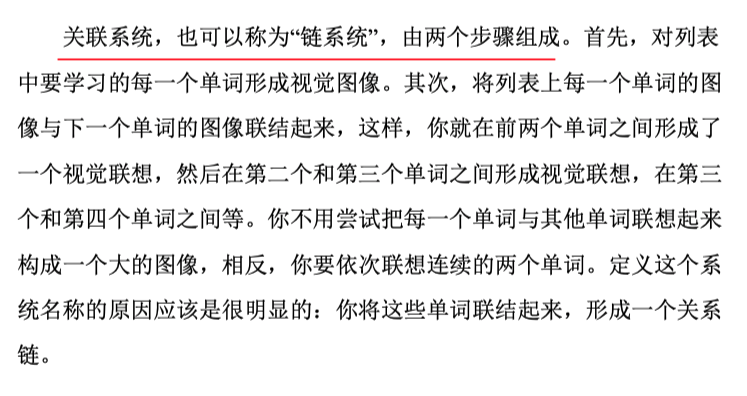 关联系统，也可以称为“链系统”，由两个步骤组成。首先，对列表
中要学习的每一个单词形成视觉图像。其次，将列表上每一个单词的图
像与下一个单词的图像联结起来，这样，你就在前两个单词之间形成了
一个视觉联想，然后在第二个和第三个单词之间形成视觉联想，在第三
个和第四个单词之间等。你不用尝试把每一个单词与其他单词联想起来
构成一个大的图像，相反，你要依次联想连续的两个单词。定义这个系
统名称的原因应该是很明显的：你将这些单词联结起来，形成一个关系
链。